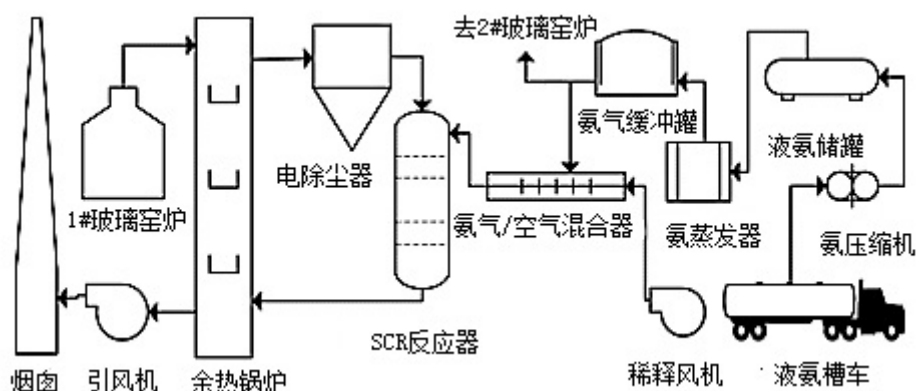 去2#玻璃窑炉
氨气缓冲罐
液氨储罐
电除尘器
1#玻璃窑炉
氨气/空气混合器
氨蒸发器
氨压缩机
SCR反应器
烟囱
引风机
余热锅炉
稀释风机
液氨槽车